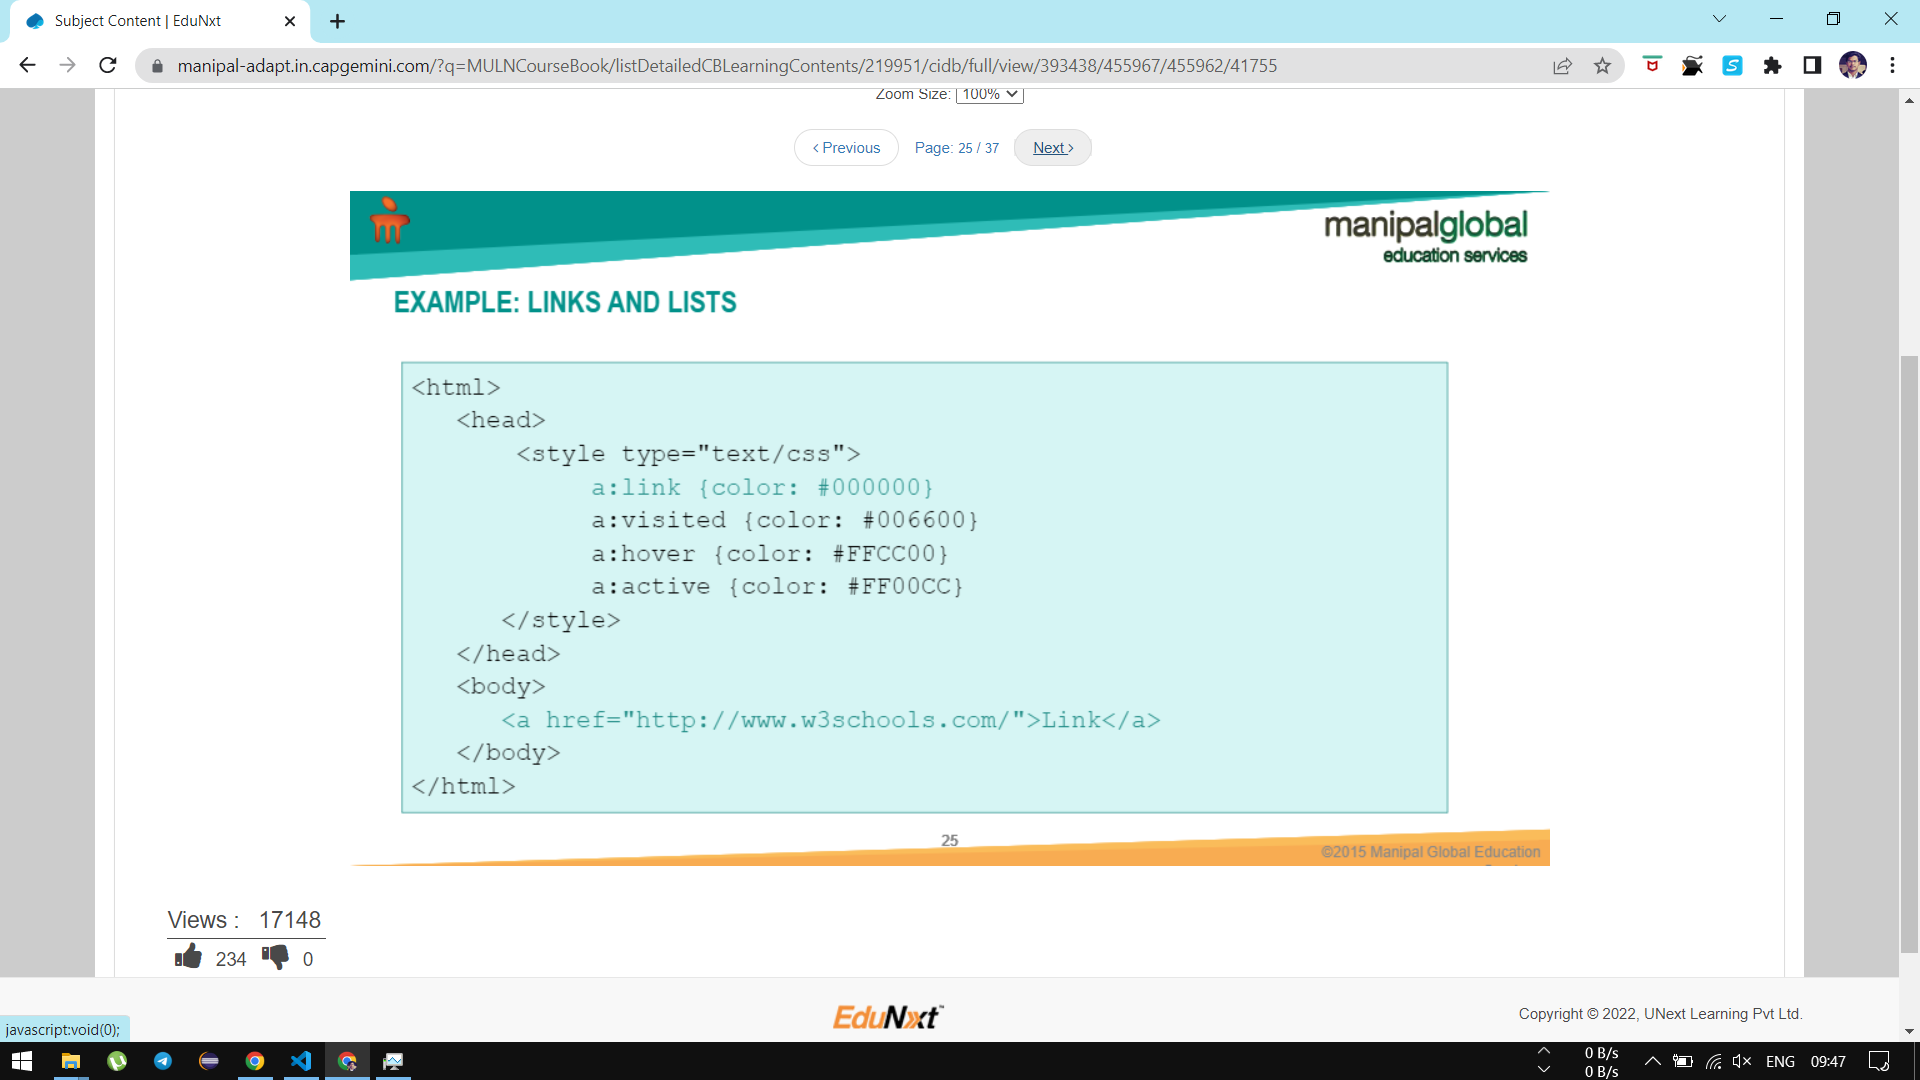 Subject Content | EduNxt
manipal-adapt.in.capgemini.com/?q=MULNCourseBook/listDetailedCBLearningContents/219951/cidb/full/view/393438/455967/455962/41755
Zoom Size: 100%
‹ Previous Page: 25 / 37 Next ›
manipalglobal
education services
EXAMPLE: LINKS AND LISTS
<html>
<head>
<style type="text/css">
a:link {color: #000000}
a:visited {color: #006600}
a:hover {color: #FFCC00}
a:active {color: #FF00CC}
</style>
</head>
<body>
<a href="http://www.w3schools.com/">Link</a>
</body>
</html>
25
©2015 Manipal Global Education
Views : 17148
234 0
EduNxt™
Copyright © 2022, UNext Learning Pvt Ltd.
javascript:void(0);
0 B/s
0 B/s
ENG 09:47